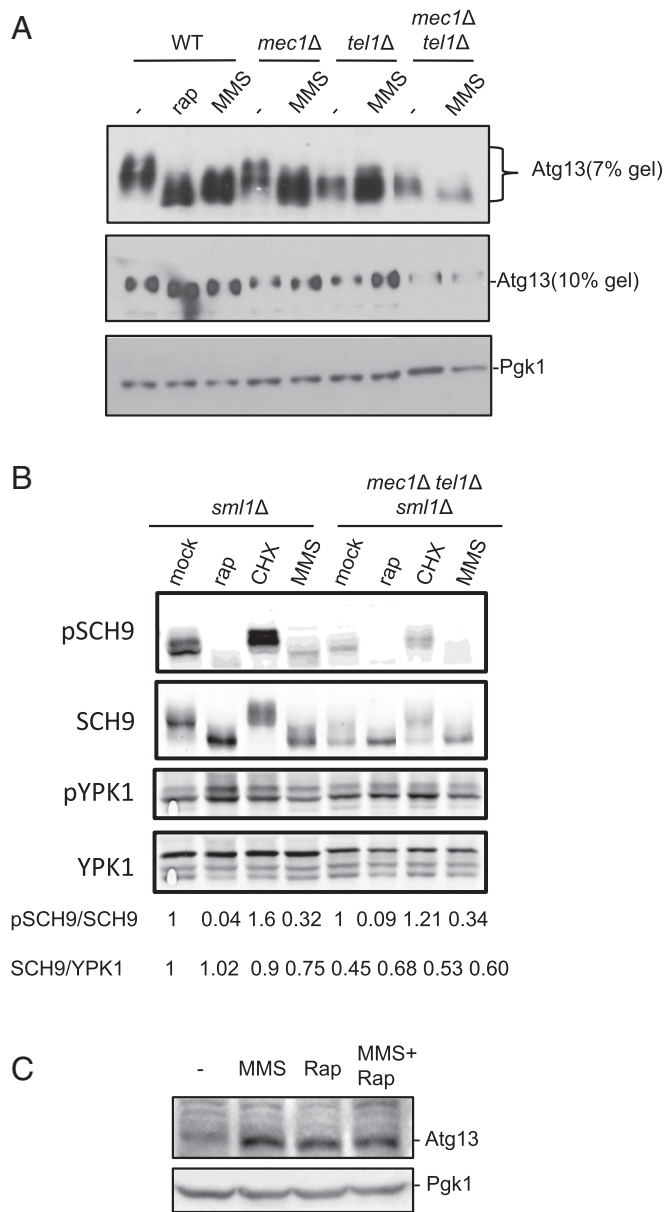 A
WT mec1Δ tel1Δ mec1Δ tel1Δ
- rap MMS - MMS - MMS - MMS
Atg13(7% gel)
-Atg13(10% gel)
-Pgk1
B
sml1Δ mec1Δ tel1Δ sml1Δ
mock rap CHX MMS mock rap CHX MMS
pSCH9
SCH9
pYPK1
YPK1
pSCH9/SCH9 1 0.04 1.6 0.32 1 0.09 1.21 0.34
SCH9/YPK1 1 1.02 0.9 0.75 0.45 0.68 0.53 0.60
C
- MMS Rap MMS+ Rap
- Atg13
- Pgk1